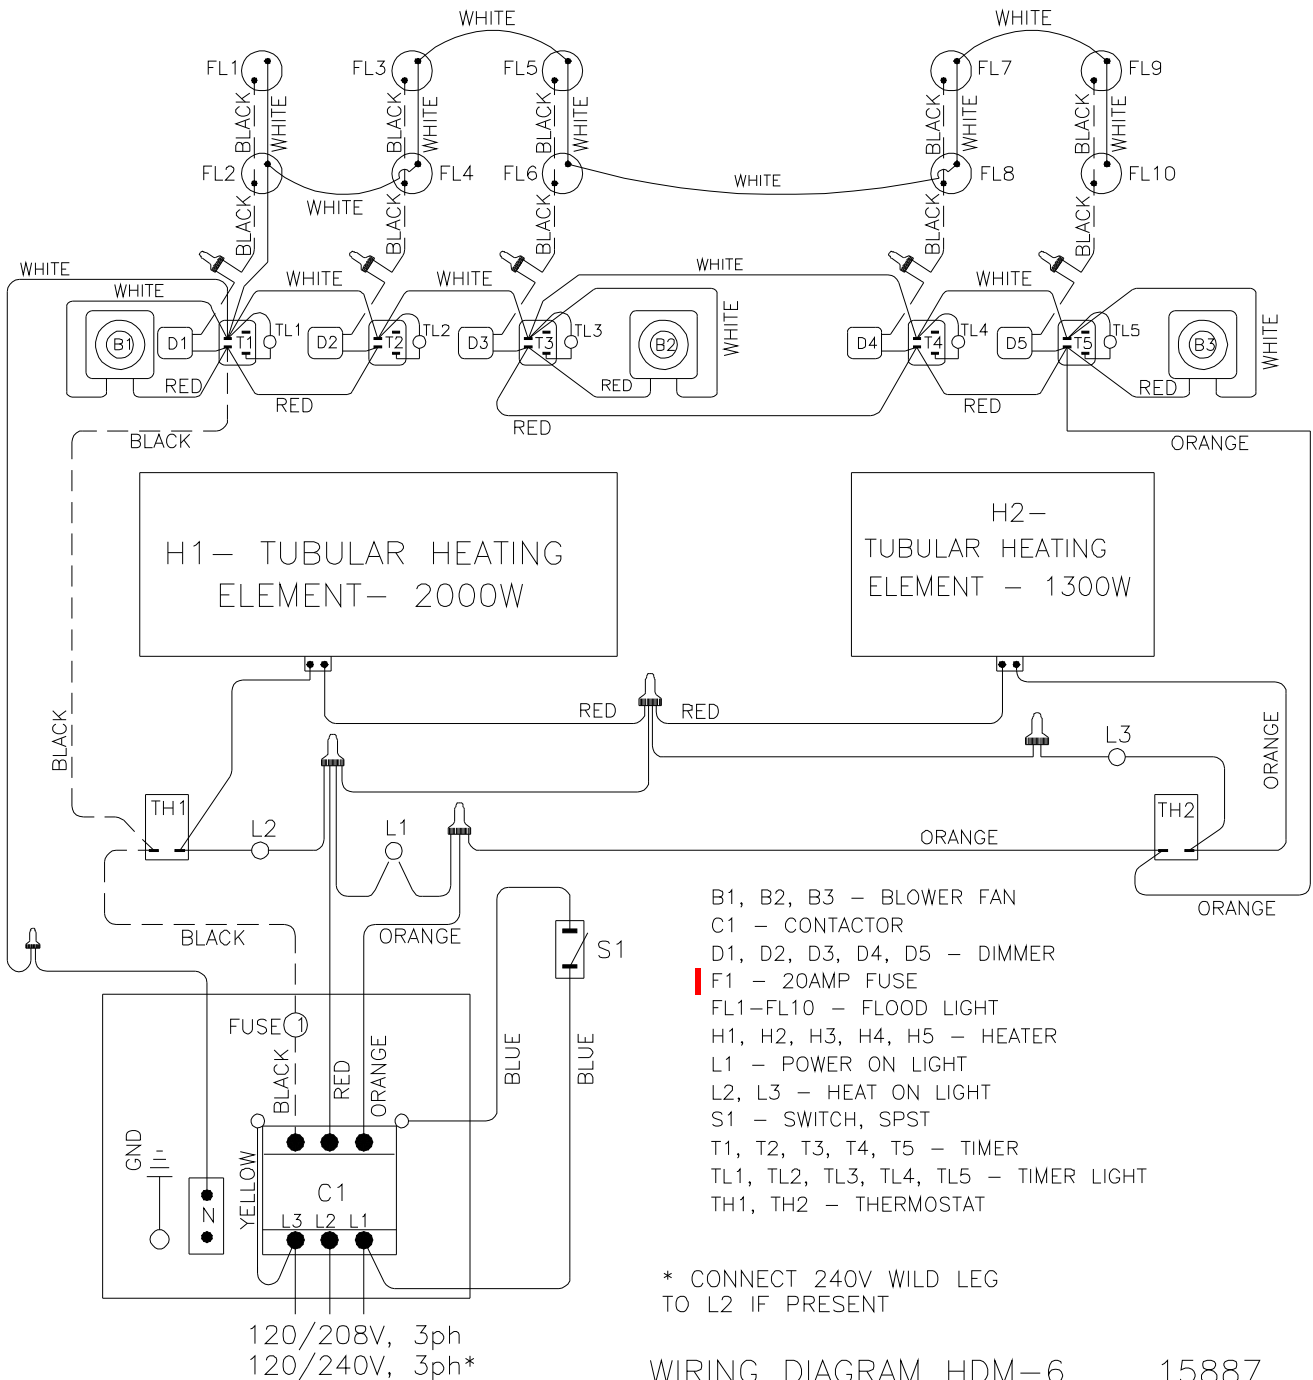 WHITE WHITE
FL1 FL3 FL5 FL7 FL9
BLACK WHITE BLACK WHITE BLACK WHITE BLACK WHITE BLACK WHITE
FL2 FL4 FL6 FL8 FL10
WHITE WHITE
BLACK BLACK BLACK BLACK BLACK
WHITE WHITE WHITE WHITE WHITE
WHITE
B1 D1 T1 TL1 D2 T2 TL2 D3 T3 TL3 B2 WHITE D4 T4 TL4 D5 T5 TL5 B3 WHITE
RED RED RED
RED RED
RED
BLACK ORANGE
H1- TUBULAR HEATING
ELEMENT- 2000W
H2-
TUBULAR HEATING
ELEMENT - 1300W
RED RED
BLACK L3 ORANGE
TH1 TH2
L2 L1 ORANGE
ORANGE
BLACK ORANGE S1
B1, B2, B3 - BLOWER FAN
C1 - CONTACTOR
D1, D2, D3, D4, D5 - DIMMER
F1 - 20AMP FUSE
FL1-FL10 - FLOOD LIGHT
H1, H2, H3, H4, H5 - HEATER
L1 - POWER ON LIGHT
L2, L3 - HEAT ON LIGHT
S1 - SWITCH, SPST
T1, T2, T3, T4, T5 - TIMER
TL1, TL2, TL3, TL4, TL5 - TIMER LIGHT
TH1, TH2 - THERMOSTAT
FUSE 1
BLACK RED ORANGE BLUE BLUE
GND YELLOW
N C1
L3 L2 L1
* CONNECT 240V WILD LEG
TO L2 IF PRESENT
120/208V, 3ph
120/240V, 3ph*
WIRING DIAGRAM HDM-6 15887